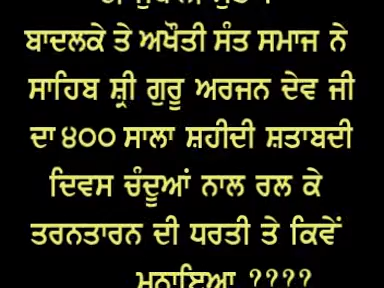 ਬਾਦਲਕੇ ਤੇ ਅਖੌਤੀ ਸੰਤ ਸਮਾਜ ਨੇ
ਸਾਹਿਬ ਸ਼੍ਰੀ ਗੁਰੂ ਅਰਜਨ ਦੇਵ ਜੀ
ਦਾ ੪੦੦ ਸਾਲਾ ਸ਼ਹੀਦੀ ਸ਼ਤਾਬਦੀ
ਦਿਵਸ ਚੰਦੂਆਂ ਨਾਲ ਰਲ ਕੇ
ਤਰਨਤਾਰਨ ਦੀ ਧਰਤੀ ਤੇ ਕਿਵੇਂ
ਮਨਾਇਆ ????